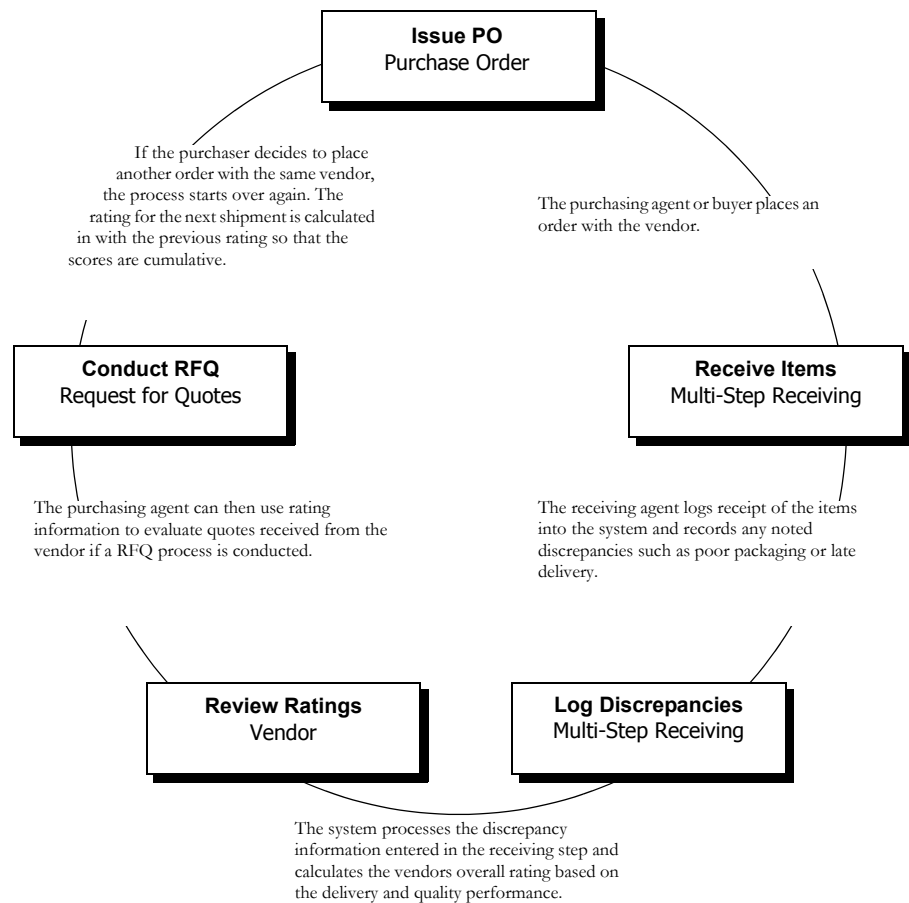 Issue PO
Purchase Order
If the purchaser decides to place
another order with the same vendor,
the process starts over again. The
rating for the next shipment is calculated
in with the previous rating so that the
scores are cumulative.
The purchasing agent or buyer places an
order with the vendor.
Conduct RFQ
Request for Quotes
Receive Items
Multi-Step Receiving
The purchasing agent can then use rating
information to evaluate quotes received from the
vendor if a RFQ process is conducted.
The receiving agent logs receipt of the items
into the system and records any noted
discrepancies such as poor packaging or late
delivery.
Review Ratings
Vendor
Log Discrepancies
Multi-Step Receiving
The system processes the discrepancy
information entered in the receiving step and
calculates the vendors overall rating based on
the delivery and quality performance.